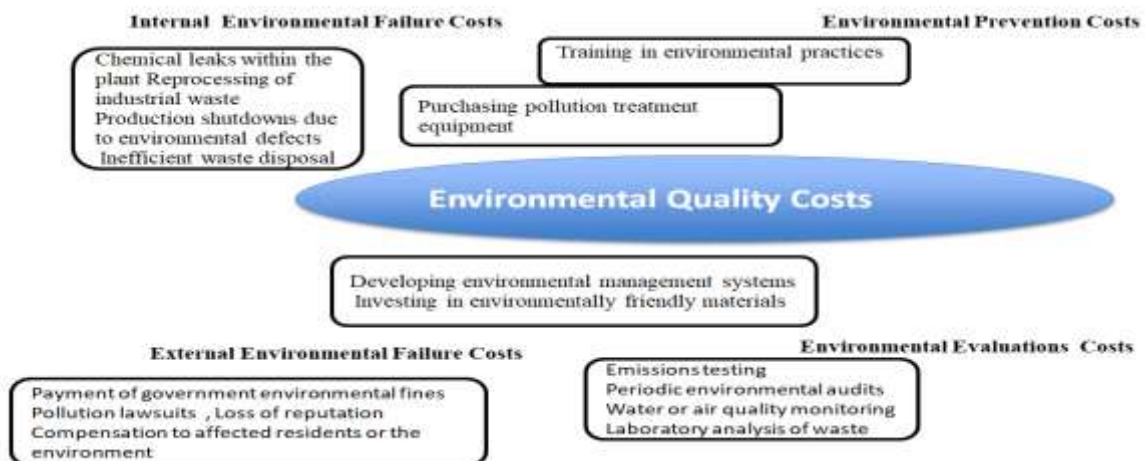 Internal Environmental Failure Costs
Environmental Prevention Costs
Chemical leaks within the
plant Reprocessing of
industrial waste
Production shutdowns due
to environmental defects
Inefficient waste disposal
Training in environmental practices
Purchasing pollution treatment
equipment
Environmental Quality Costs
Developing environmental management systems
Investing in environmentally friendly materials
External Environmental Failure Costs
Environmental Evaluations Costs
Payment of government environmental fines
Pollution lawsuits , Loss of reputation
Compensation to affected residents or the
environment
Emissions testing
Periodic environmental audits
Water or air quality monitoring
Laboratory analysis of waste